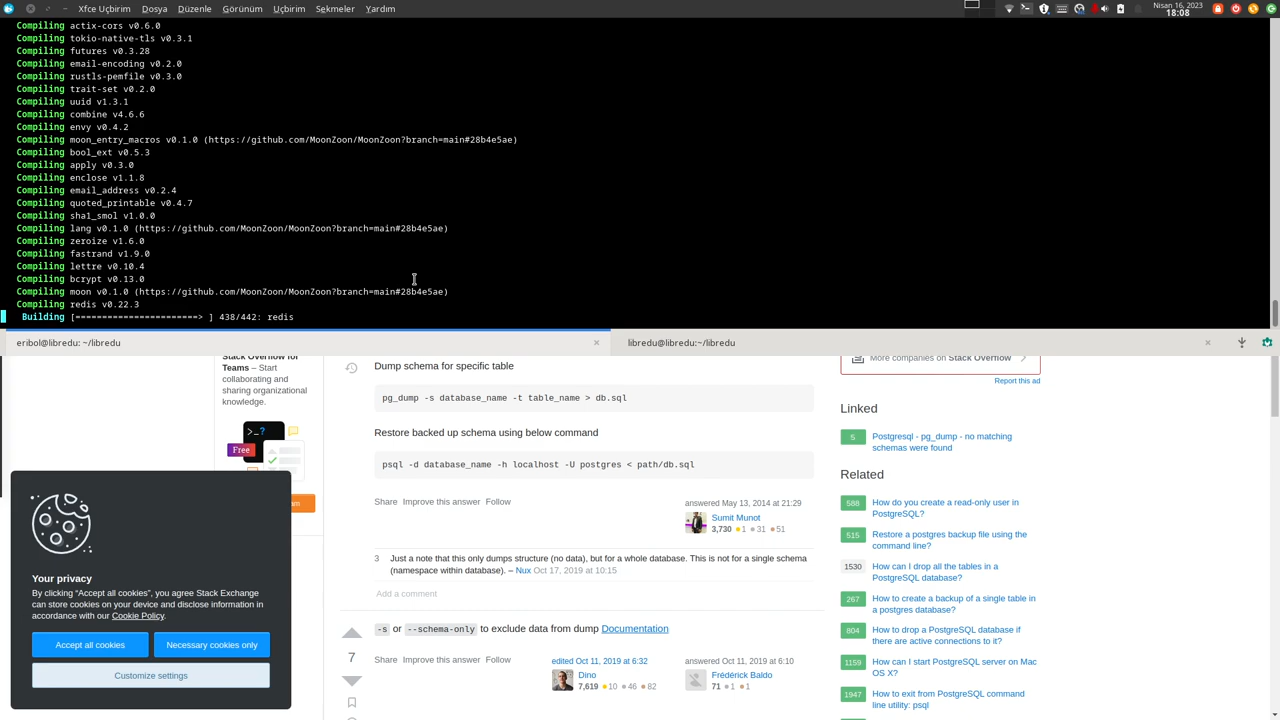 Xfce Uçbirim Dosya Düzenle Görünüm Uçbirim Sekmeler Yardım
Nisan 16, 2023
18:08
Compiling actix-cors v0.6.0
Compiling tokio-native-tls v0.3.1
Compiling futures v0.3.28
Compiling email-encoding v0.2.0
Compiling rustls-pemfile v0.3.0
Compiling trait-set v0.2.0
Compiling uuid v1.3.1
Compiling combine v4.6.6
Compiling envy v0.4.2
Compiling moon_entry_macros v0.1.0 (https://github.com/MoonZoon/MoonZoon?branch=main#28b4e5ae)
Compiling bool_ext v0.5.3
Compiling apply v0.3.0
Compiling enclose v1.1.8
Compiling email_address v0.2.4
Compiling quoted_printable v0.4.7
Compiling sha1_smol v1.0.0
Compiling lang v0.1.0 (https://github.com/MoonZoon/MoonZoon?branch=main#28b4e5ae)
Compiling zeroize v1.6.0
Compiling fastrand v1.9.0
Compiling lettre v0.10.4
Compiling bcrypt v0.13.0
Compiling moon v0.1.0 (https://github.com/MoonZoon/MoonZoon?branch=main#28b4e5ae)
Compiling redis v0.22.3
Building [=======================> ] 438/442: redis
eribol@libredu: ~/libredu
libredu@libredu:~/libredu
Stack Overflow for
Teams – Start
collaborating and
sharing organizational
knowledge.
>_?
Free
Dump schema for specific table
pg_dump -s database_name -t table_name > db.sql
Restore backed up schema using below command
psql -d database_name -h localhost -U postgres < path/db.sql
Share Improve this answer Follow
answered May 13, 2014 at 21:29
Sumit Munot
3,730 1 31 51
3 Just a note that this only dumps structure (no data), but for a whole database. This is not for a single schema
(namespace within database). – Nux Oct 17, 2019 at 10:15
Add a comment
7
-s or --schema-only to exclude data from dump Documentation
Share Improve this answer Follow
edited Oct 11, 2019 at 6:32
Dino
7,619 10 46 82
answered Oct 11, 2019 at 6:10
Frédérick Baldo
71 1 1
More companies on Stack Overflow
Report this ad
Linked
5 Postgresql - pg_dump - no matching
schemas were found
Related
588 How do you create a read-only user in
PostgreSQL?
515 Restore a postgres backup file using the
command line?
1530 How can I drop all the tables in a
PostgreSQL database?
267 How to create a backup of a single table in
a postgres database?
804 How to drop a PostgreSQL database if
there are active connections to it?
1159 How can I start PostgreSQL server on Mac
OS X?
1947 How to exit from PostgreSQL command
line utility: psql
Your privacy
By clicking “Accept all cookies”, you agree Stack Exchange
can store cookies on your device and disclose information in
accordance with our Cookie Policy.
Accept all cookies
Necessary cookies only
Customize settings